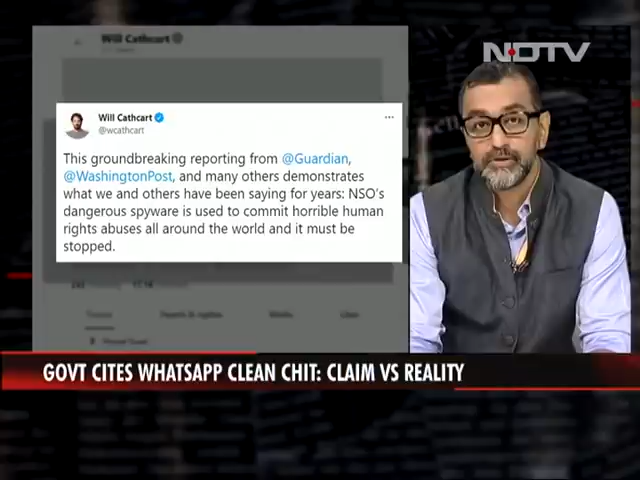 Will Cathcart
NDTV
Will Cathcart
@wcathcart
This groundbreaking reporting from @Guardian,
@WashingtonPost, and many others demonstrates
what we and others have been saying for years: NSO's
dangerous spyware is used to commit horrible human
rights abuses all around the world and it must be
stopped.
GOVT CITES WHATSAPP CLEAN CHIT: CLAIM VS REALITY